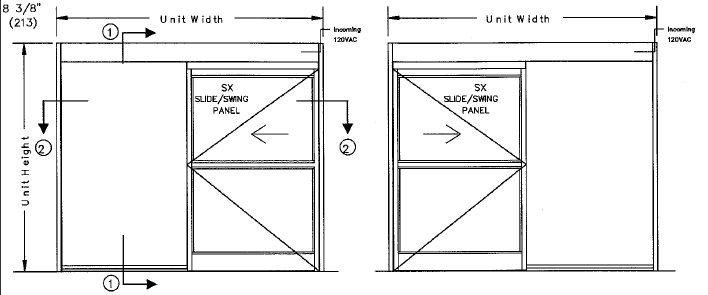 8 3/8"
(213)
Unit Width
Unit Width
Incoming
120VAC
Incoming
120VAC
1
SX
SLIDE/SWING
PANEL
SX
SLIDE/SWING
PANEL
2
2
Unit Height
1